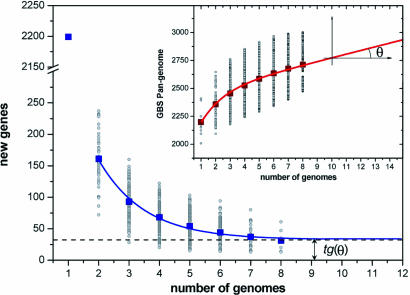 2200
2150
250
200
150
100
50
0
new genes
1 2 3 4 5 6 7 8 9 10 11 12
number of genomes
tg(θ)
3000
2750
2500
2250
2000
GBS Pan-genome
1 2 3 4 5 6 7 8 9 10 11 12 13 14
number of genomes
θ